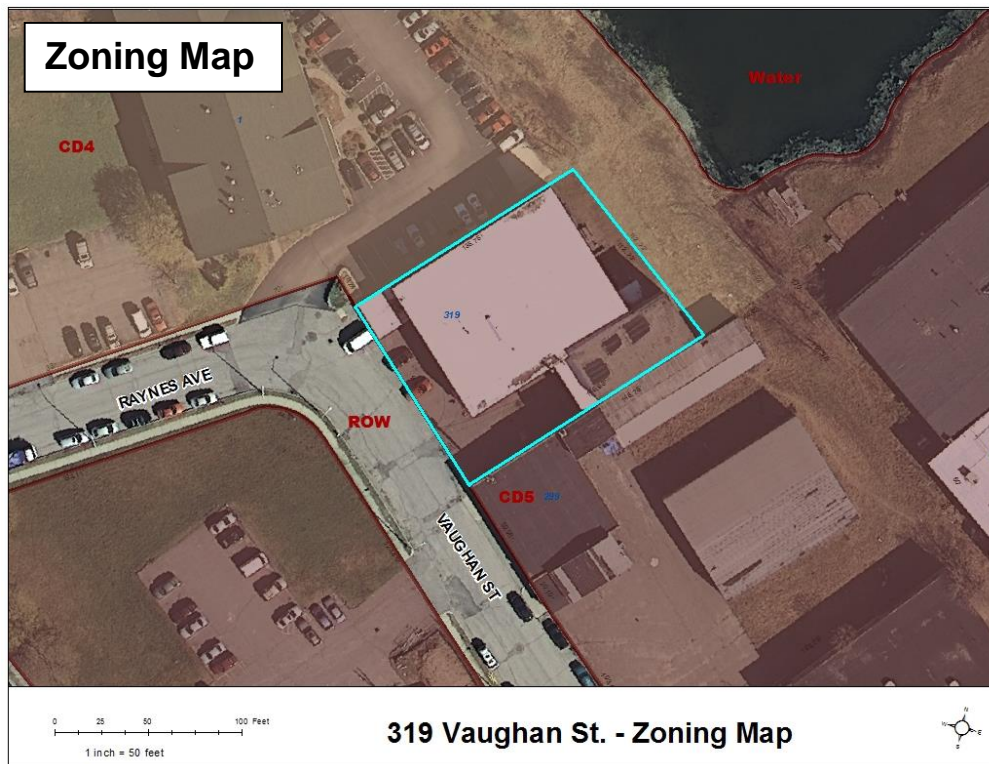 Zoning Map
Water
CD4
1
319
RAYNES AVE
ROW
CD5
VAUGHAN ST
0 25 50 100 Feet
1 inch = 50 feet
319 Vaughan St. - Zoning Map
N
W
E
S